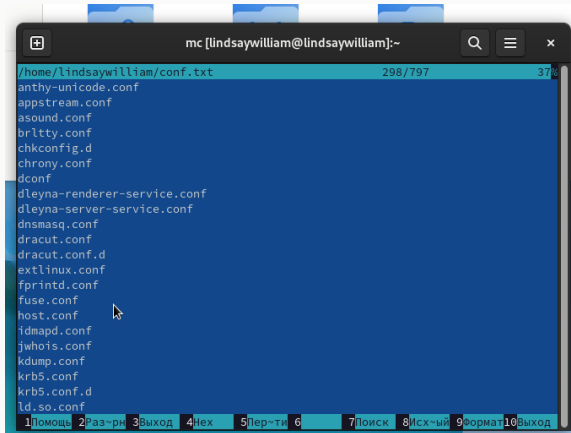 mc [lindsaywilliam@lindsaywilliam]:~
/home/lindsaywilliam/conf.txt 298/797 37%
anthy-unicode.conf
appstream.conf
asound.conf
brltty.conf
chkconfig.d
chrony.conf
dconf
dleyna-renderer-service.conf
dleyna-server-service.conf
dnsmasq.conf
dracut.conf
dracut.conf.d
extlinux.conf
fprintd.conf
fuse.conf
host.conf
idmapd.conf
jwhois.conf
kdump.conf
krb5.conf
krb5.conf.d
ld.so.conf
1Помощь 2Раз~рн 3Выход 4Hex 5Пер~ти 6 7Поиск 8Исх~ый 9Формат 10Выход